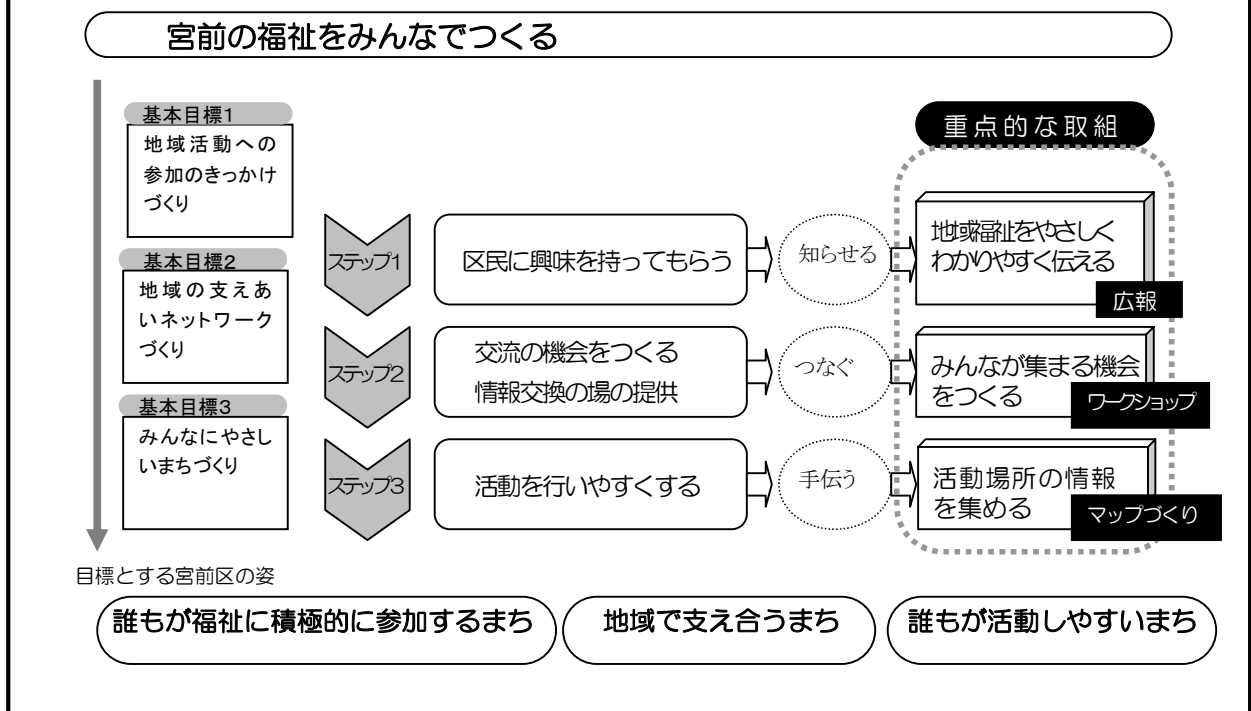 宮前の福祉をみんなでつくる
基本目標1
地域活動への
参加のきっかけ
づくり
基本目標2
地域の支えあ
いネットワーク
づくり
基本目標3
みんなにやさし
いまちづくり
重点的な取組
ステップ1
区民に興味を持ってもらう
知らせる
地域福祉をやさしく
わかりやすく伝える
広報
ステップ2
交流の機会をつくる
情報交換の場の提供
つなぐ
みんなが集まる機会
をつくる
ワークショップ
ステップ3
活動を行いやすくする
手伝う
活動場所の情報
を集める
マップづくり
目標とする宮前区の姿
誰もが福祉に積極的に参加するまち
地域で支え合うまち
誰もが活動しやすいまち